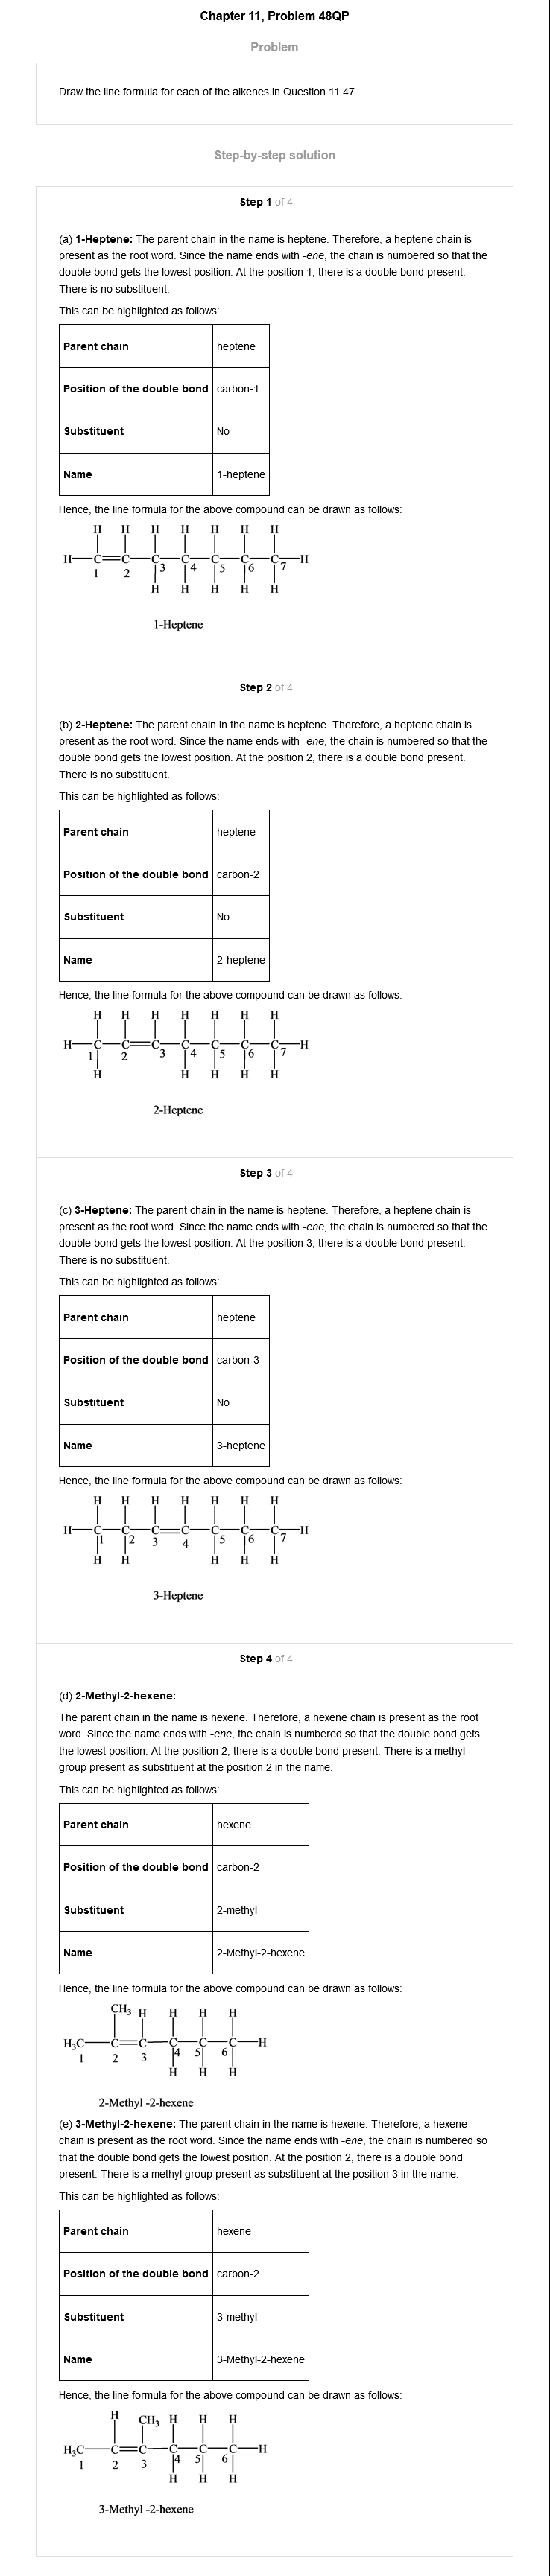 Chapter 11, Problem 48QP
Problem
Draw the line formula for each of the alkenes in Question 11.47.
Step-by-step solution
Step 1 of 4
(a) 1-Heptene: The parent chain in the name is heptene. Therefore, a heptene chain is
present as the root word. Since the name ends with -ene, the chain is numbered so that the
double bond gets the lowest position. At the position 1, there is a double bond present.
There is no substituent.
This can be highlighted as follows:
Parent chain heptene
Position of the double bond carbon-1
Substituent No
Name 1-heptene
Hence, the line formula for the above compound can be drawn as follows:
H H H H H H H
H—C=C—C—C—C—C—C—H
1 2 3 4 5 6 7
H H H H H
1-Heptene
Step 2 of 4
(b) 2-Heptene: The parent chain in the name is heptene. Therefore, a heptene chain is
present as the root word. Since the name ends with -ene, the chain is numbered so that the
double bond gets the lowest position. At the position 2, there is a double bond present.
There is no substituent.
This can be highlighted as follows:
Parent chain heptene
Position of the double bond carbon-2
Substituent No
Name 2-heptene
Hence, the line formula for the above compound can be drawn as follows:
H H H H H H H
H—C—C=C—C—C—C—C—H
1 2 3 4 5 6 7
H H H H H
2-Heptene
Step 3 of 4
(c) 3-Heptene: The parent chain in the name is heptene. Therefore, a heptene chain is
present as the root word. Since the name ends with -ene, the chain is numbered so that the
double bond gets the lowest position. At the position 3, there is a double bond present.
There is no substituent.
This can be highlighted as follows:
Parent chain heptene
Position of the double bond carbon-3
Substituent No
Name 3-heptene
Hence, the line formula for the above compound can be drawn as follows:
H H H H H H H
H—C—C—C=C—C—C—C—H
1 2 3 4 5 6 7
H H H H H
3-Heptene
Step 4 of 4
(d) 2-Methyl-2-hexene:
The parent chain in the name is hexene. Therefore, a hexene chain is present as the root
word. Since the name ends with -ene, the chain is numbered so that the double bond gets
the lowest position. At the position 2, there is a double bond present. There is a methyl
group present as substituent at the position 2 in the name.
This can be highlighted as follows:
Parent chain hexene
Position of the double bond carbon-2
Substituent 2-methyl
Name 2-Methyl-2-hexene
Hence, the line formula for the above compound can be drawn as follows:
CH₃ H H H H
H₃C—C=C—C—C—C—H
1 2 3 4 5 6
H H H
2-Methyl -2-hexene
(e) 3-Methyl-2-hexene: The parent chain in the name is hexene. Therefore, a hexene
chain is present as the root word. Since the name ends with -ene, the chain is numbered so
that the double bond gets the lowest position. At the position 2, there is a double bond
present. There is a methyl group present as substituent at the position 3 in the name.
This can be highlighted as follows:
Parent chain hexene
Position of the double bond carbon-2
Substituent 3-methyl
Name 3-Methyl-2-hexene
Hence, the line formula for the above compound can be drawn as follows:
H CH₃ H H H
H₃C—C=C—C—C—C—H
1 2 3 4 5 6
H H H
3-Methyl -2-hexene